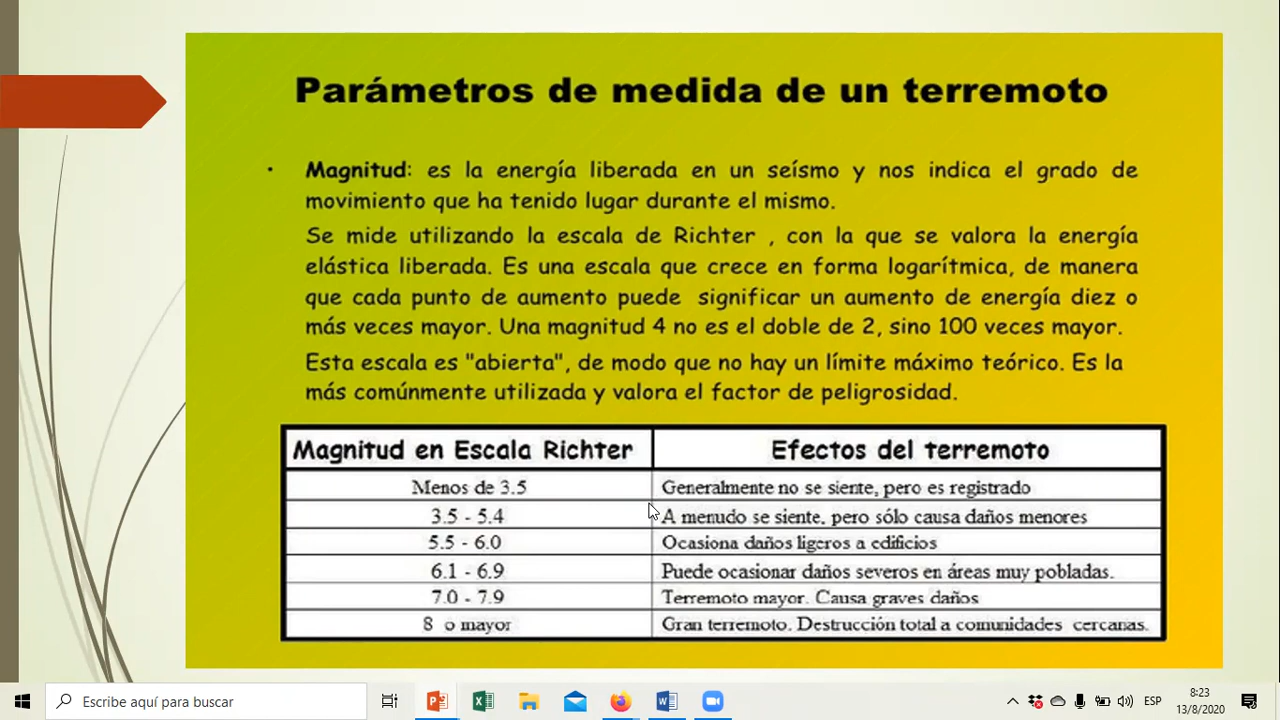 Parámetros de medida de un terremoto
· Magnitud: es la energía liberada en un seísmo y nos indica el grado de
movimiento que ha tenido lugar durante el mismo.
Se mide utilizando la escala de Richter , con la que se valora la energía
elástica liberada. Es una escala que crece en forma logarítmica, de manera
que cada punto de aumento puede significar un aumento de energía diez o
más veces mayor. Una magnitud 4 no es el doble de 2, sino 100 veces mayor.
Esta escala es "abierta", de modo que no hay un límite máximo teórico. Es la
más comúnmente utilizada y valora el factor de peligrosidad.
Magnitud en Escala Richter Efectos del terremoto
Menos de 3.5 Generalmente no se siente, pero es registrado
3.5 - 5.4 A menudo se siente, pero sólo causa daños menores
5.5 - 6.0 Ocasiona daños ligeros a edificios
6.1 - 6.9 Puede ocasionar daños severos en áreas muy pobladas.
7.0 - 7.9 Terremoto mayor. Causa graves daños
8 o mayor Gran terremoto. Destrucción total a comunidades cercanas.
Escribe aquí para buscar
ESP
8:23
13/8/2020